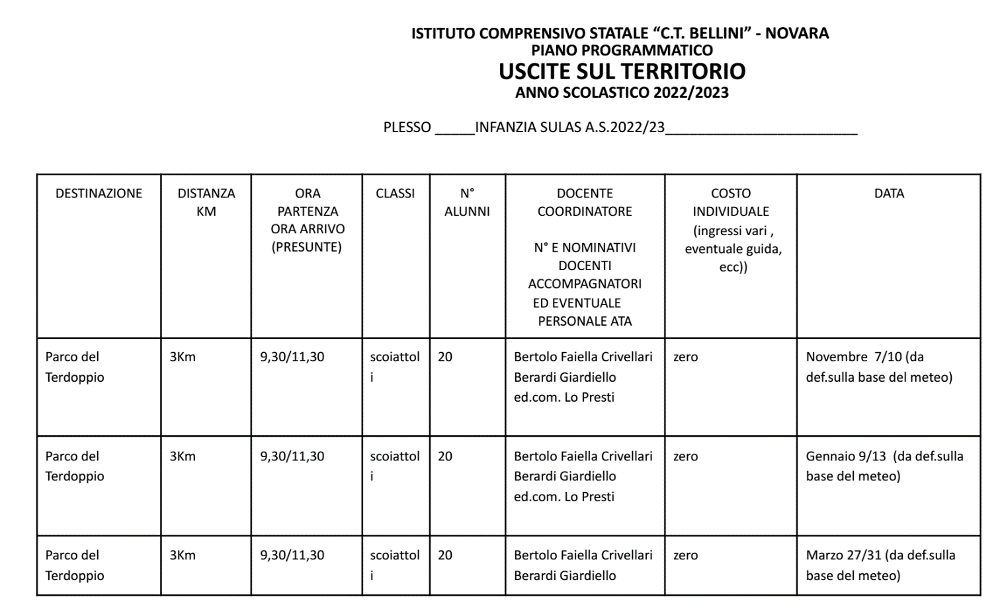 ISTITUTO COMPRENSIVO STATALE “C.T. BELLINI” - NOVARA
PIANO PROGRAMMATICO
USCITE SUL TERRITORIO
ANNO SCOLASTICO 2022/2023
PLESSO _____INFANZIA SULAS A.S.2022/23________________________
DESTINAZIONE
DISTANZA
KM
ORA
PARTENZA
ORA ARRIVO
(PRESUNTE)
CLASSI
N°
ALUNNI
DOCENTE
COORDINATORE
N° E NOMINATIVI
DOCENTI
ACCOMPAGNATORI
ED EVENTUALE
PERSONALE ATA
COSTO
INDIVIDUALE
(ingressi vari ,
eventuale guida,
ecc))
DATA
Parco del
Terdoppio
3Km
9,30/11,30
scoiattol
i
20
Bertolo Faiella Crivellari
Berardi Giardiello
ed.com. Lo Presti
zero
Novembre  7/10 (da
def.sulla base del meteo)
Parco del
Terdoppio
3Km
9,30/11,30
scoiattol
i
20
Bertolo Faiella Crivellari
Berardi Giardiello
ed.com. Lo Presti
zero
Gennaio 9/13  (da def.sulla
base del meteo)
Parco del
Terdoppio
3Km
9,30/11,30
scoiattol
i
20
Bertolo Faiella Crivellari
Berardi Giardiello
zero
Marzo 27/31 (da def.sulla
base del meteo)